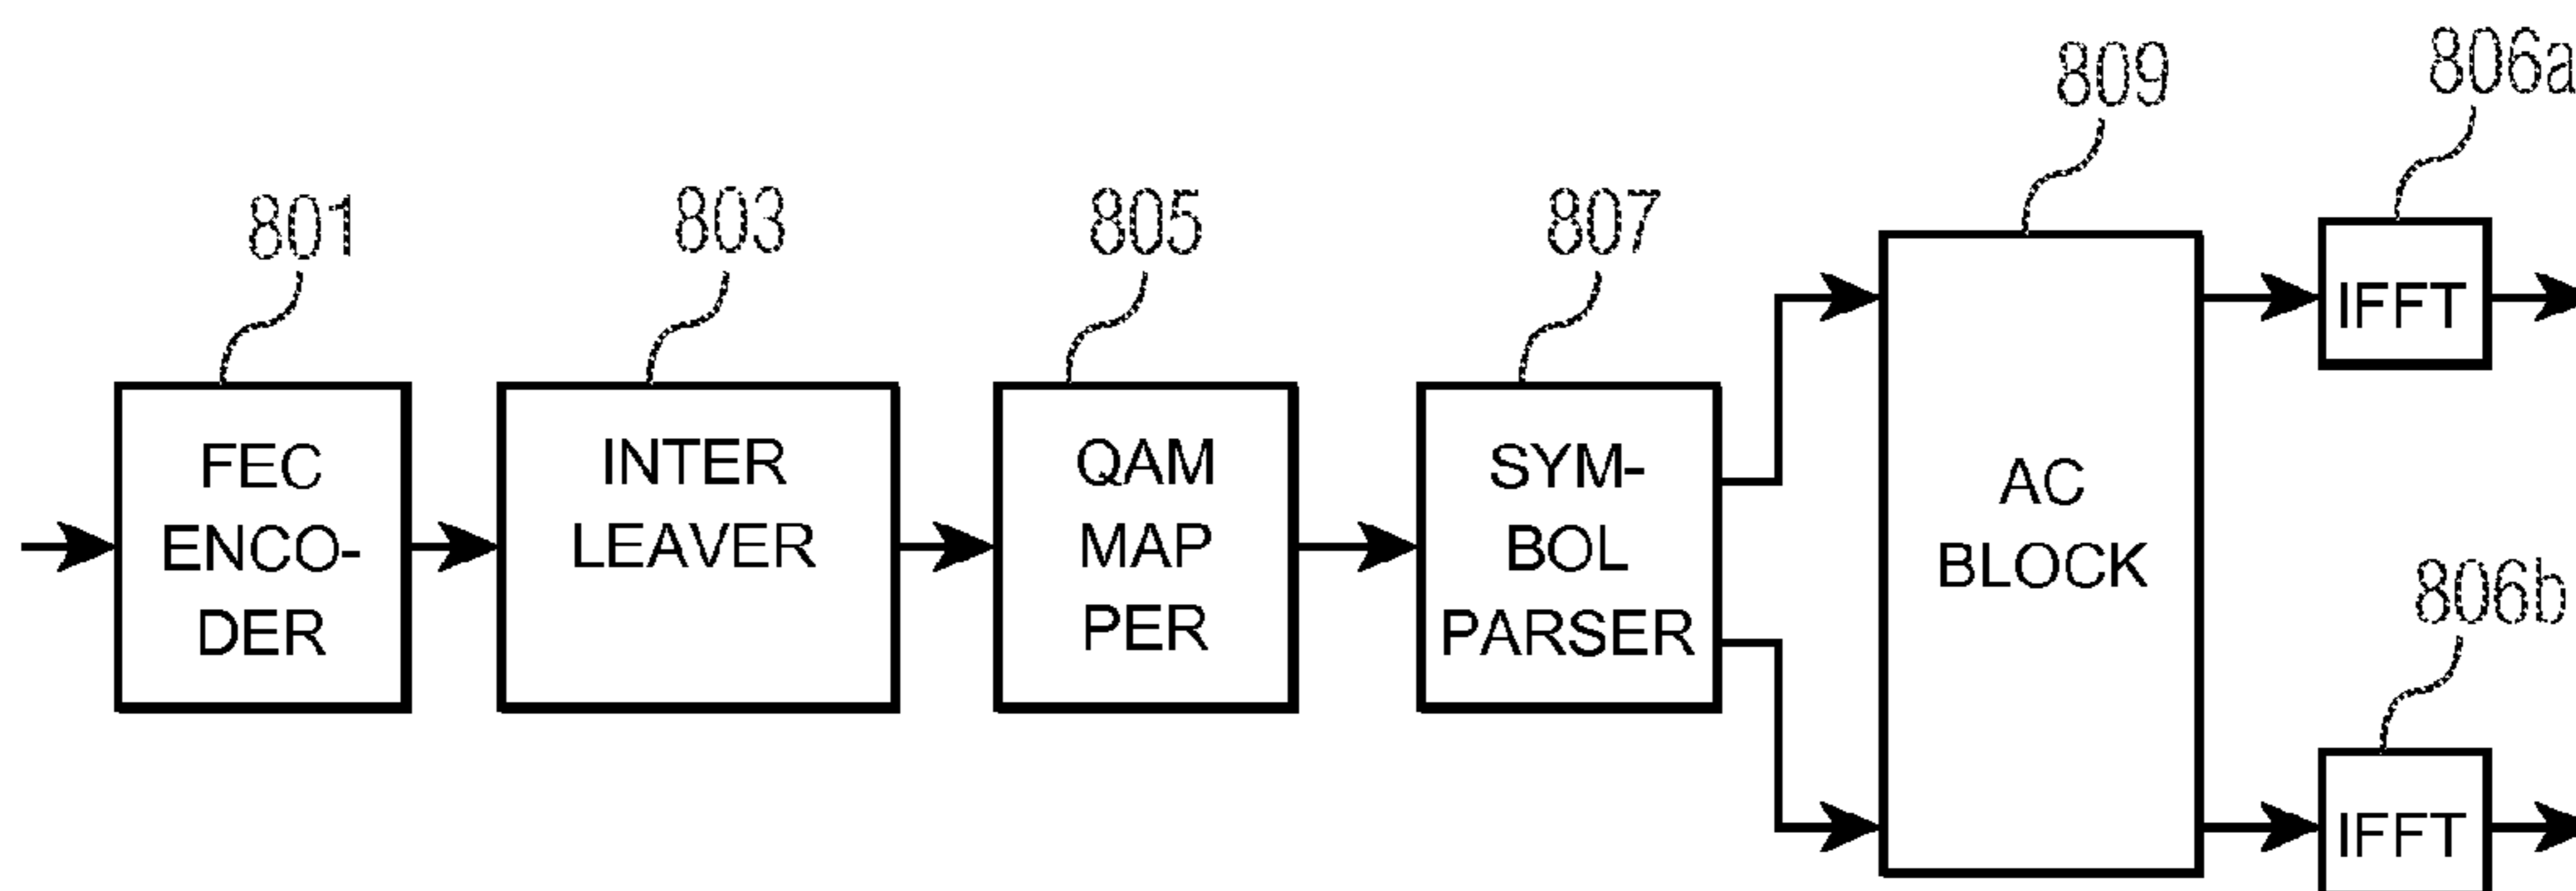 801
803
805
807
809
806a
FEC
ENCO-
DER
INTER
LEAVER
QAM
MAP
PER
SYM-
BOL
PARSER
AC
BLOCK
IFFT
806b
IFFT